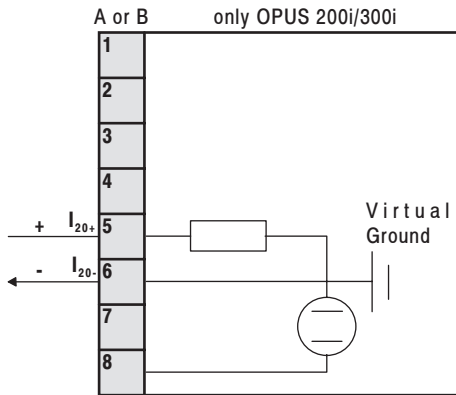 A or B only OPUS 200i/300i
1
2
3
4
Virtual
+ I20+ 5 Ground
- I20- 6
7
8